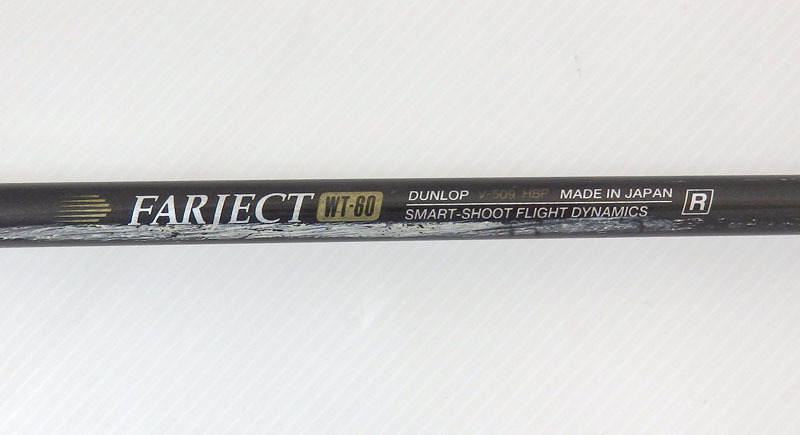 FARJECT WT-60 DUNLOP V-509 HBP MADE IN JAPAN R
SMART-SHOOT FLIGHT DYNAMICS